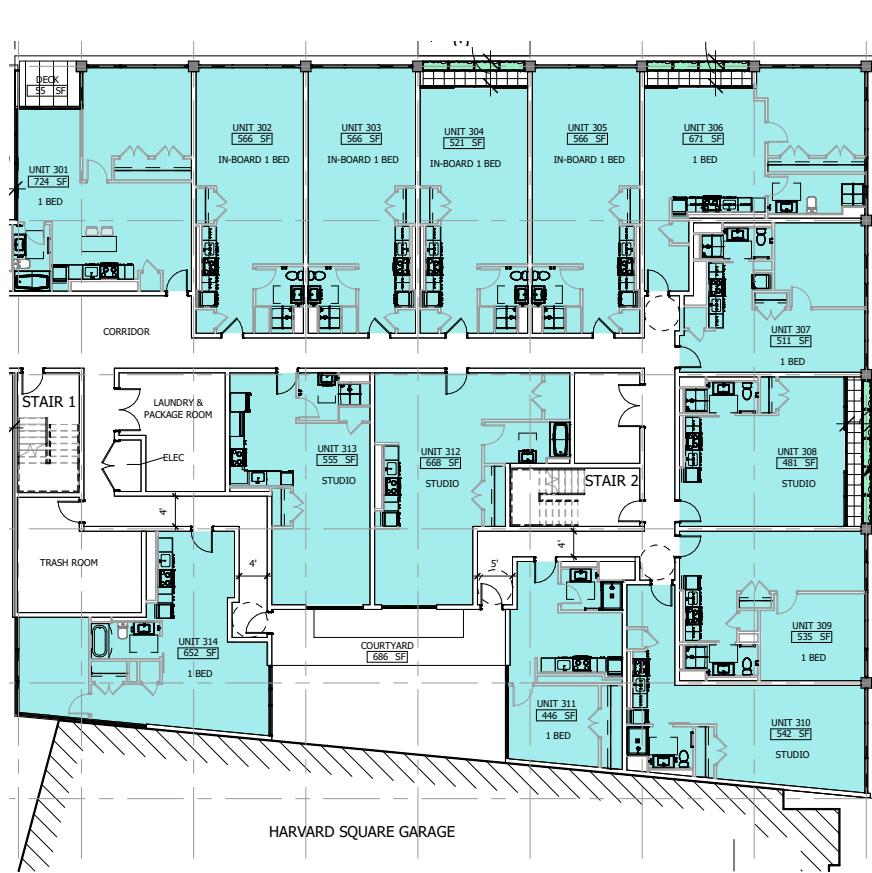 DECK
55 SF
UNIT 301
724 SF
1 BED
UNIT 302
566 SF
IN-BOARD 1 BED
UNIT 303
566 SF
IN-BOARD 1 BED
UNIT 304
521 SF
IN-BOARD 1 BED
UNIT 305
566 SF
IN-BOARD 1 BED
UNIT 306
671 SF
1 BED
CORRIDOR
UNIT 307
511 SF
1 BED
STAIR 1
LAUNDRY &
PACKAGE ROOM
ELEC
UNIT 313
555 SF
STUDIO
UNIT 312
668 SF
STUDIO
STAIR 2
UNIT 308
481 SF
STUDIO
4'
4'
TRASH ROOM
4'
5'
UNIT 314
652 SF
1 BED
COURTYARD
686 SF
UNIT 309
535 SF
1 BED
UNIT 311
446 SF
1 BED
UNIT 310
542 SF
STUDIO
HARVARD SQUARE GARAGE